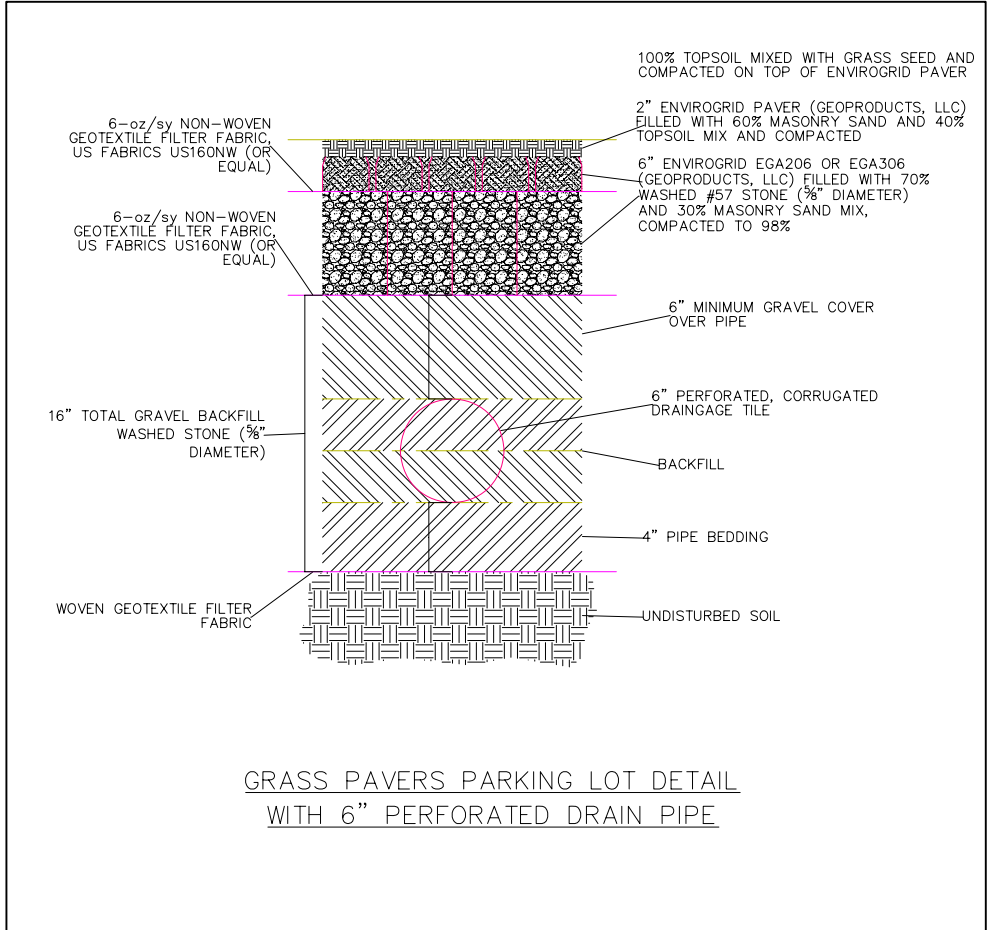 100% TOPSOIL MIXED WITH GRASS SEED AND
COMPACTED ON TOP OF ENVIROGRID PAVER
2” ENVIROGRID PAVER (GEOPRODUCTS, LLC)
FILLED WITH 60% MASONRY SAND AND 40%
TOPSOIL MIX AND COMPACTED
6” ENVIROGRID EGA206 OR EGA306
(GEOPRODUCTS, LLC) FILLED WITH 70%
WASHED #57 STONE (⅝” DIAMETER)
AND 30% MASONRY SAND MIX,
COMPACTED TO 98%
6-oz/sy NON-WOVEN
GEOTEXTILE FILTER FABRIC,
US FABRICS US160NW (OR
EQUAL)
6-oz/sy NON-WOVEN
GEOTEXTILE FILTER FABRIC,
US FABRICS US160NW (OR
EQUAL)
6” MINIMUM GRAVEL COVER
OVER PIPE
6” PERFORATED, CORRUGATED
DRAINGAGE TILE
16” TOTAL GRAVEL BACKFILL
WASHED STONE (⅝”
DIAMETER)
BACKFILL
4” PIPE BEDDING
WOVEN GEOTEXTILE FILTER
FABRIC
UNDISTURBED SOIL
GRASS PAVERS PARKING LOT DETAIL
WITH 6” PERFORATED DRAIN PIPE